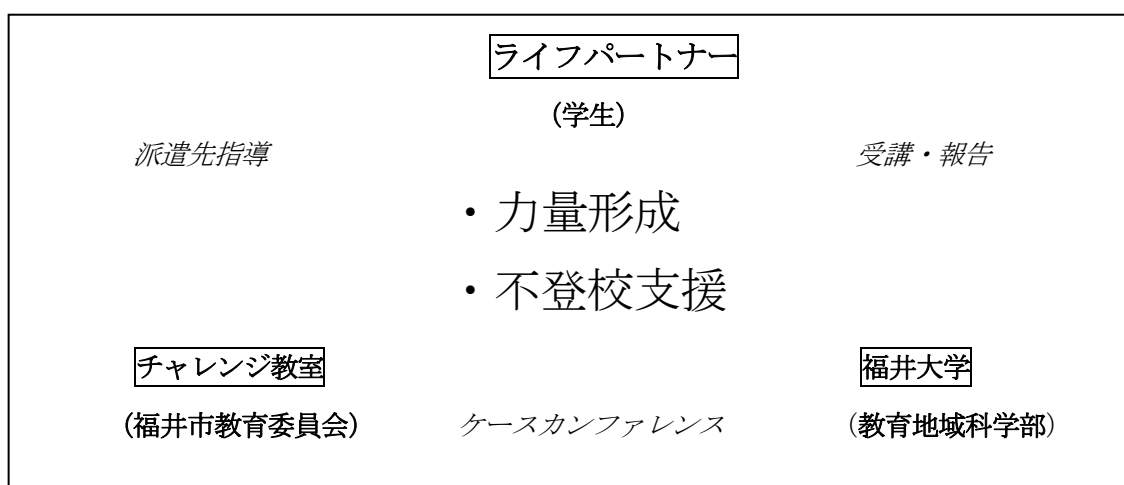 ライフパートナー
(学生)
派遣先指導 受講・報告
・力量形成
・不登校支援
チャレンジ教室 福井大学
(福井市教育委員会) ケースカンファレンス (教育地域科学部)